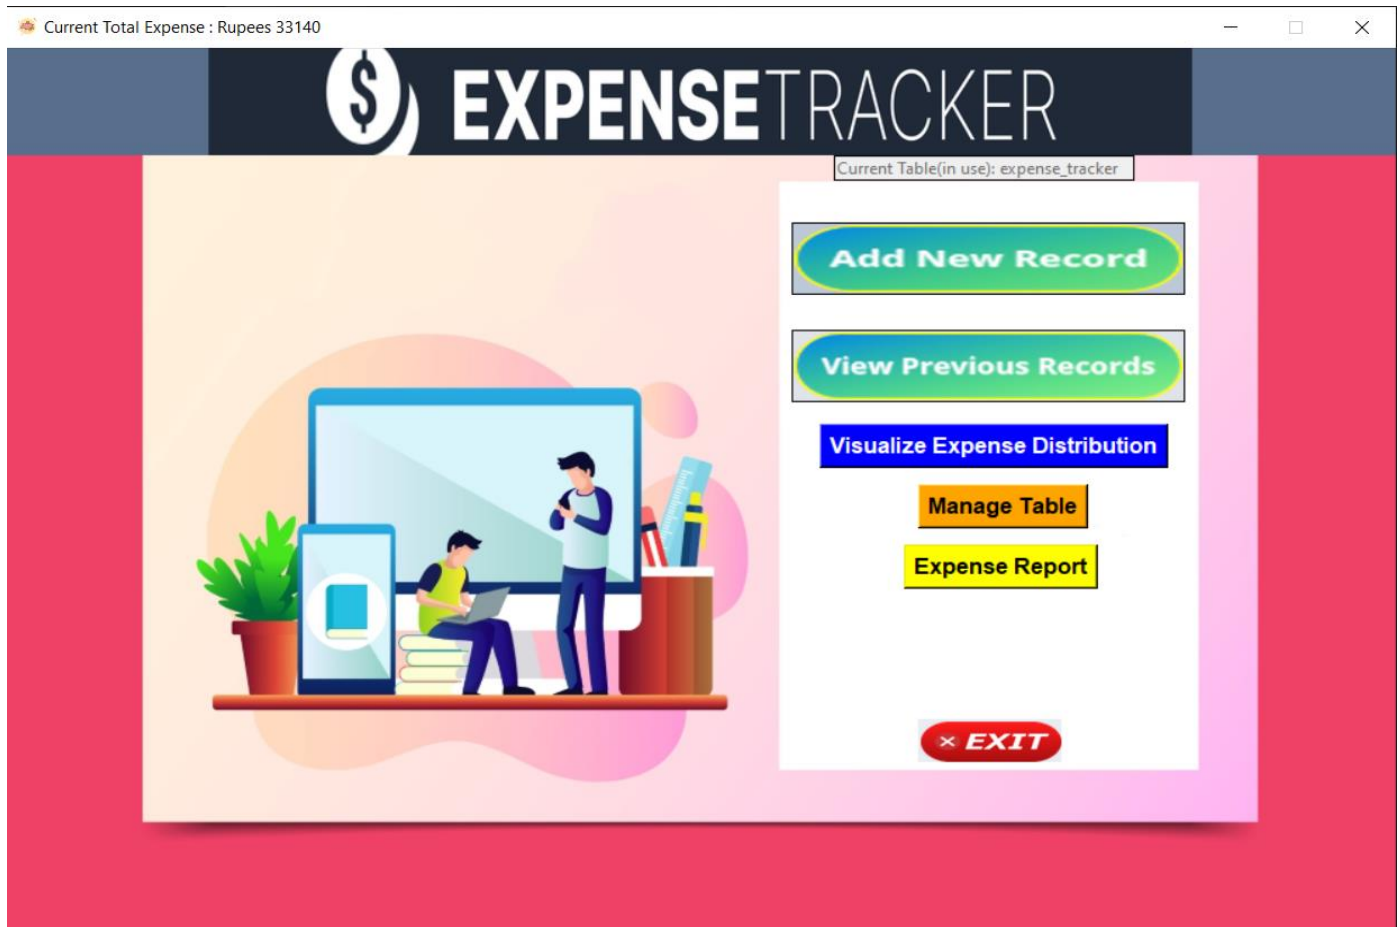 Current Total Expense : Rupees 33140
$ EXPENSETRACKER
Current Table(in use): expense_tracker
Add New Record
View Previous Records
Visualize Expense Distribution
Manage Table
Expense Report
× EXIT